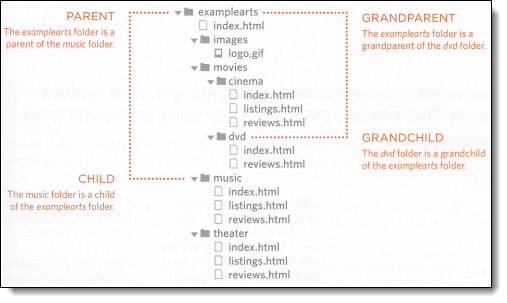 PARENT
The examplearts folder is a
parent of the music folder.
examplearts
index.html
images
logo.gif
movies
cinema
index.html
listings.html
reviews.html
dvd
index.html
reviews.html
music
index.html
listings.html
reviews.html
theater
index.html
listings.html
reviews.html
GRANDPARENT
The examplearts folder is a
grandparent of the dvd folder.
GRANDCHILD
The dvd folder is a grandchild
of the examplearts folder.
CHILD
The music folder is a child
of the examplearts folder.